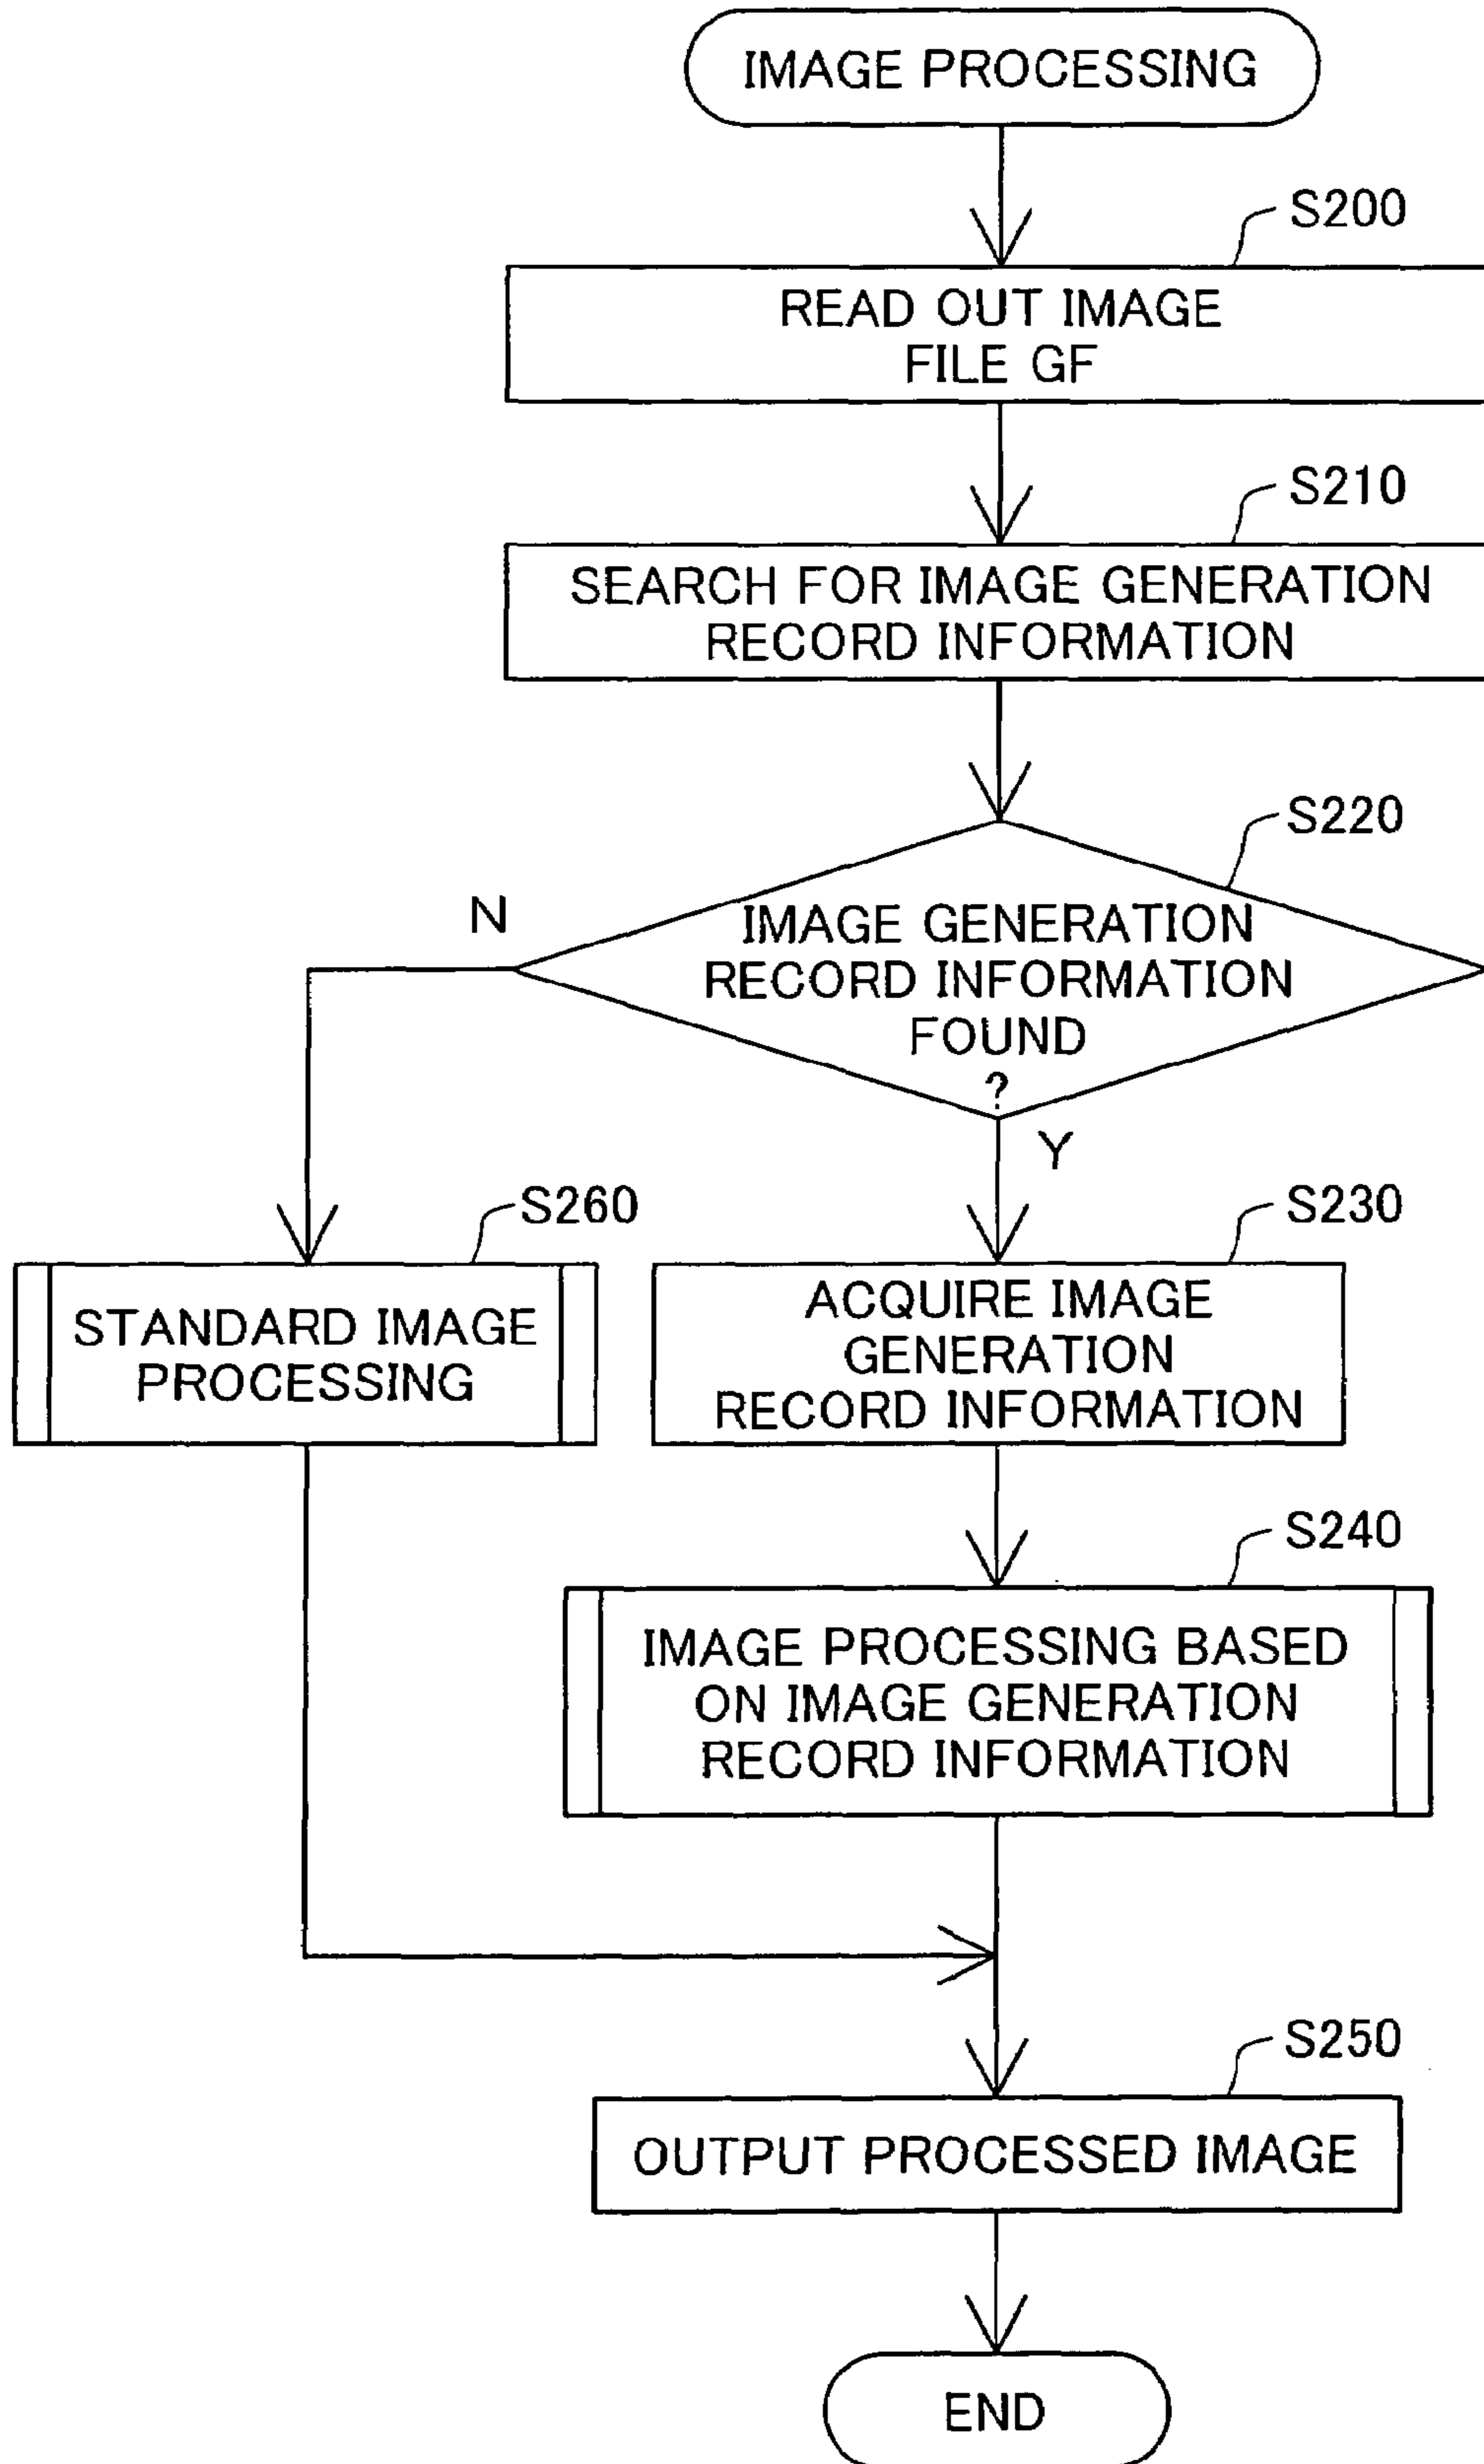 IMAGE PROCESSING
S200
READ OUT IMAGE
FILE GF
S210
SEARCH FOR IMAGE GENERATION
RECORD INFORMATION
S220
N
IMAGE GENERATION
RECORD INFORMATION
FOUND
?
Y
S260
STANDARD IMAGE
PROCESSING
S230
ACQUIRE IMAGE
GENERATION
RECORD INFORMATION
S240
IMAGE PROCESSING BASED
ON IMAGE GENERATION
RECORD INFORMATION
S250
OUTPUT PROCESSED IMAGE
END